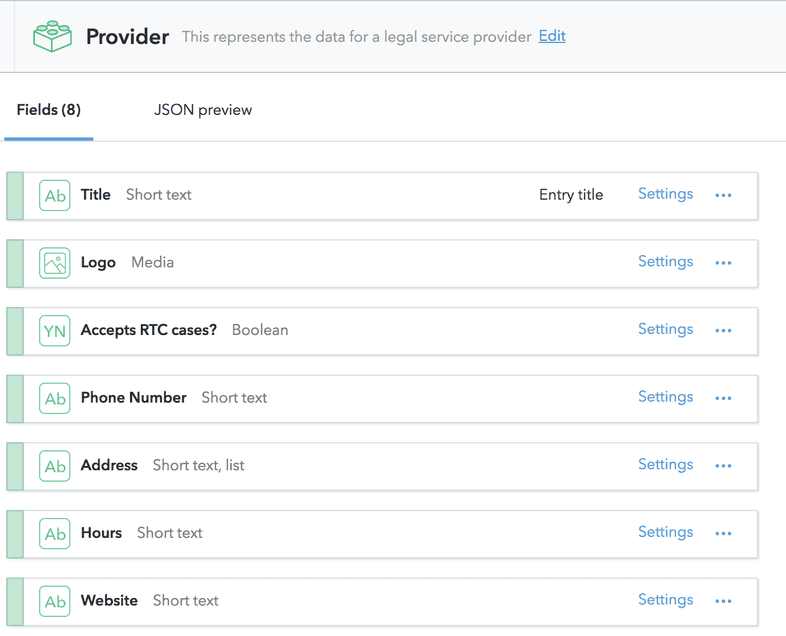 Provider This represents the data for a legal service provider Edit
Fields (8) JSON preview
Ab Title Short text Entry title Settings ...
Logo Media Settings ...
YN Accepts RTC cases? Boolean Settings ...
Ab Phone Number Short text Settings ...
Ab Address Short text, list Settings ...
Ab Hours Short text Settings ...
Ab Website Short text Settings ...